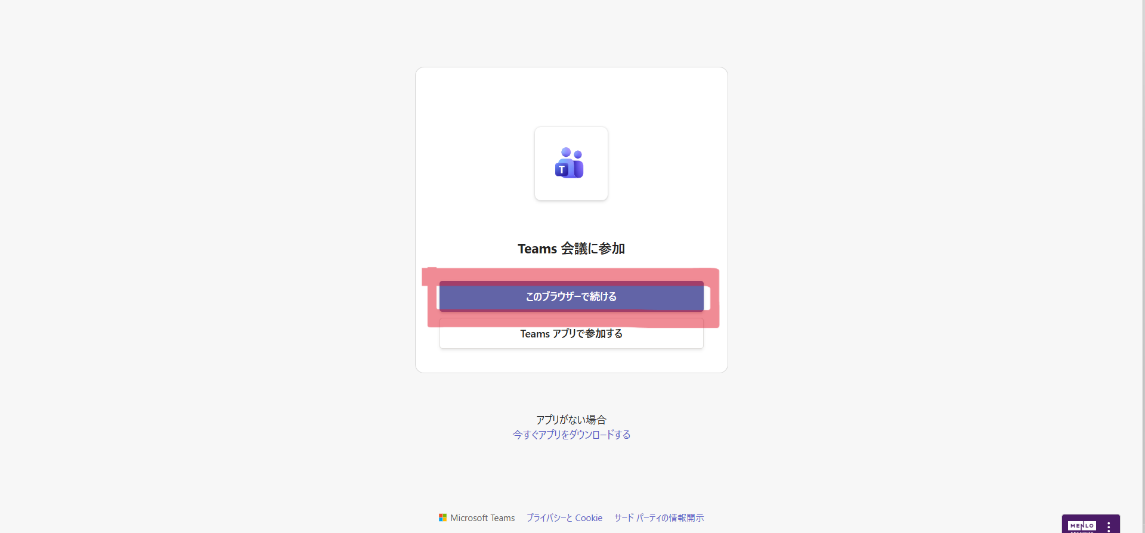 T
Teams 会議に参加
このブラウザーで続ける
Teams アプリで参加する
アプリがない場合
今すぐアプリをダウンロードする
Microsoft Teams プライバシーと Cookie サード パーティの情報開示
MENLO